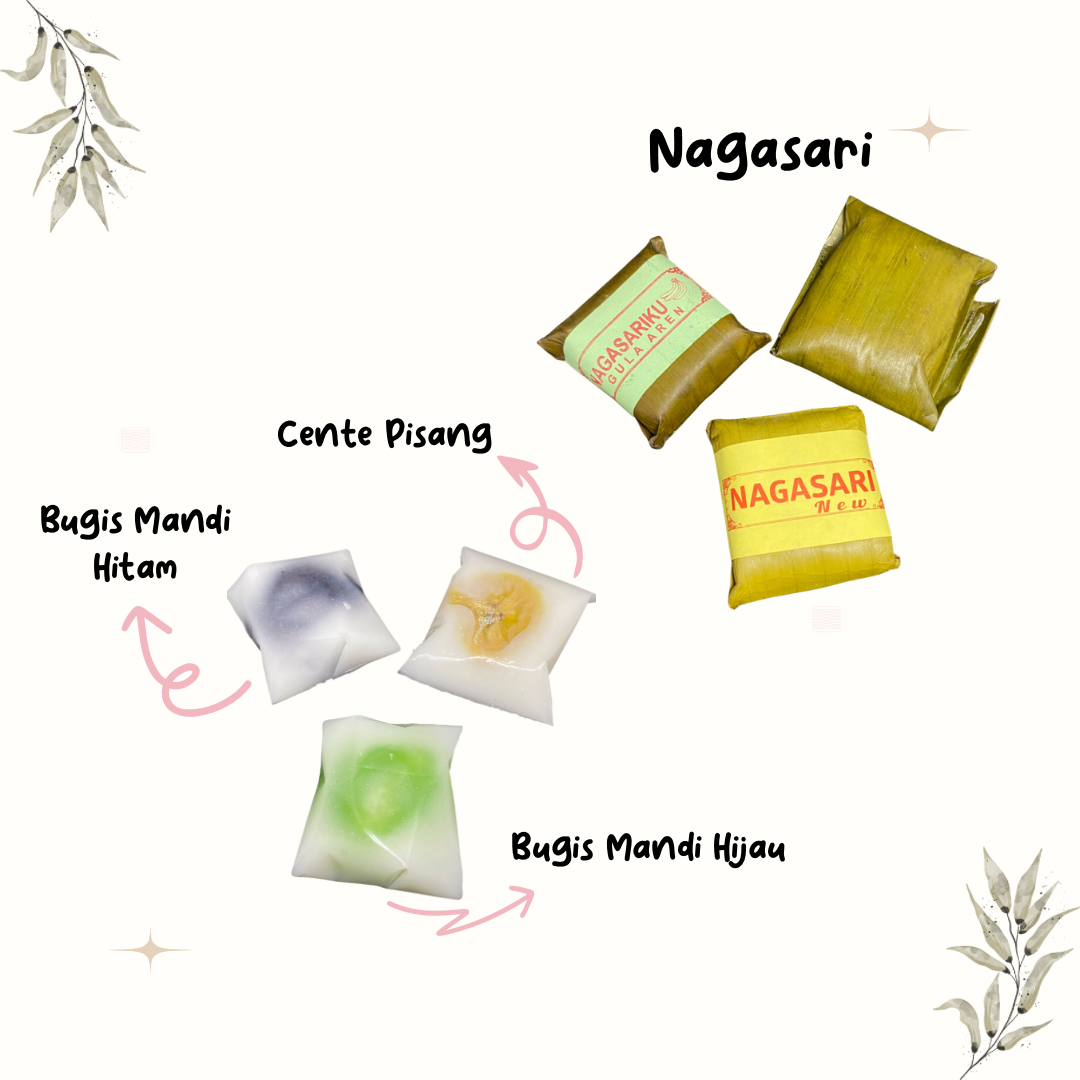 Nagasari
NAGASARIKU
GULA AREN
NAGASARI
New
Cente Pisang
Bugis Mandi
Hitam
Bugis Mandi Hijau